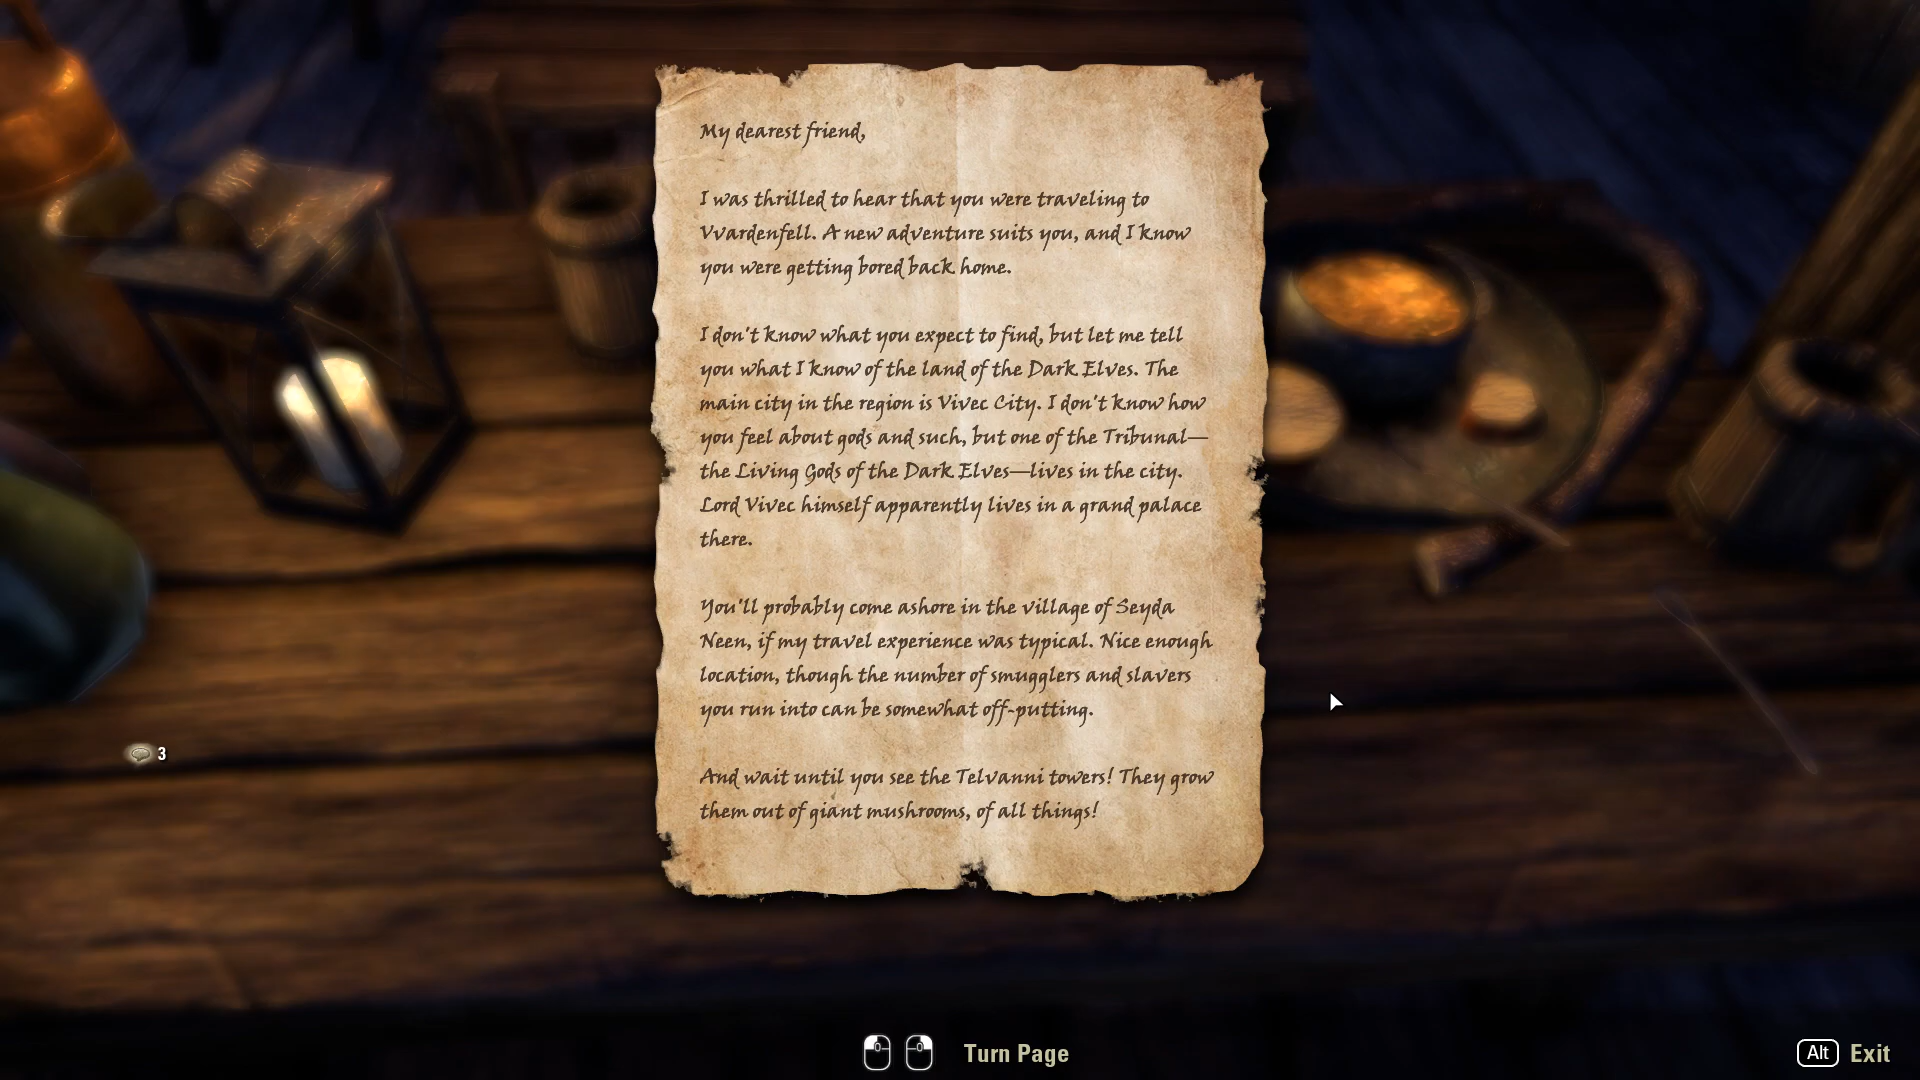 My dearest friend,
I was thrilled to hear that you were traveling to
Vvardenfell. A new adventure suits you, and I know
you were getting bored back home.
I don't know what you expect to find, but let me tell
you what I know of the land of the Dark Elves. The
main city in the region is Vivec City. I don't know how
you feel about gods and such, but one of the Tribunal—
the Living Gods of the Dark Elves—lives in the city.
Lord Vivec himself apparently lives in a grand palace
there.
You'll probably come ashore in the village of Seyda
Neen, if my travel experience was typical. Nice enough
location, though the number of smugglers and slavers
you run into can be somewhat off-putting.
And wait until you see the Telvanni towers! They grow
them out of giant mushrooms, of all things!
3
Turn Page
Alt Exit